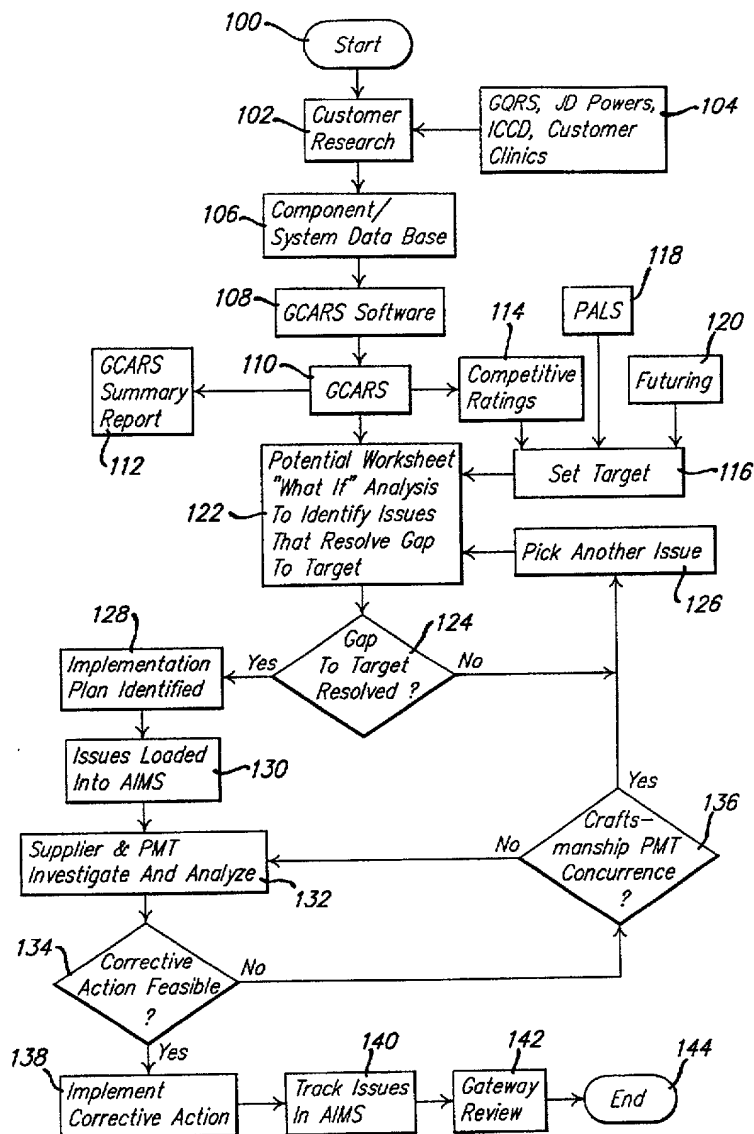 100
Start
102
Customer
Research
GQRS, JD Powers,
ICCD, Customer
Clinics
104
106
Component/
System Data Base
108
GCARS Software
118
PALS
114
120
GCARS
Summary
Report
112
110
GCARS
Competitive
Ratings
Futuring
122
Potential Worksheet
"What If" Analysis
To Identify Issues
That Resolve Gap
To Target
Set Target
116
Pick Another Issue
126
128
Implementation
Plan Identified
Yes
Gap
To Target
Resolved ?
124
No
Issues Loaded
Into AIMS
130
Yes
Supplier & PMT
Investigate And Analyze
132
No
Crafts-
manship PMT
Concurrence
?
136
134
Corrective
Action Feasible
?
No
Yes
138
Implement
Corrective Action
140
Track Issues
In AIMS
142
Gateway
Review
End
144